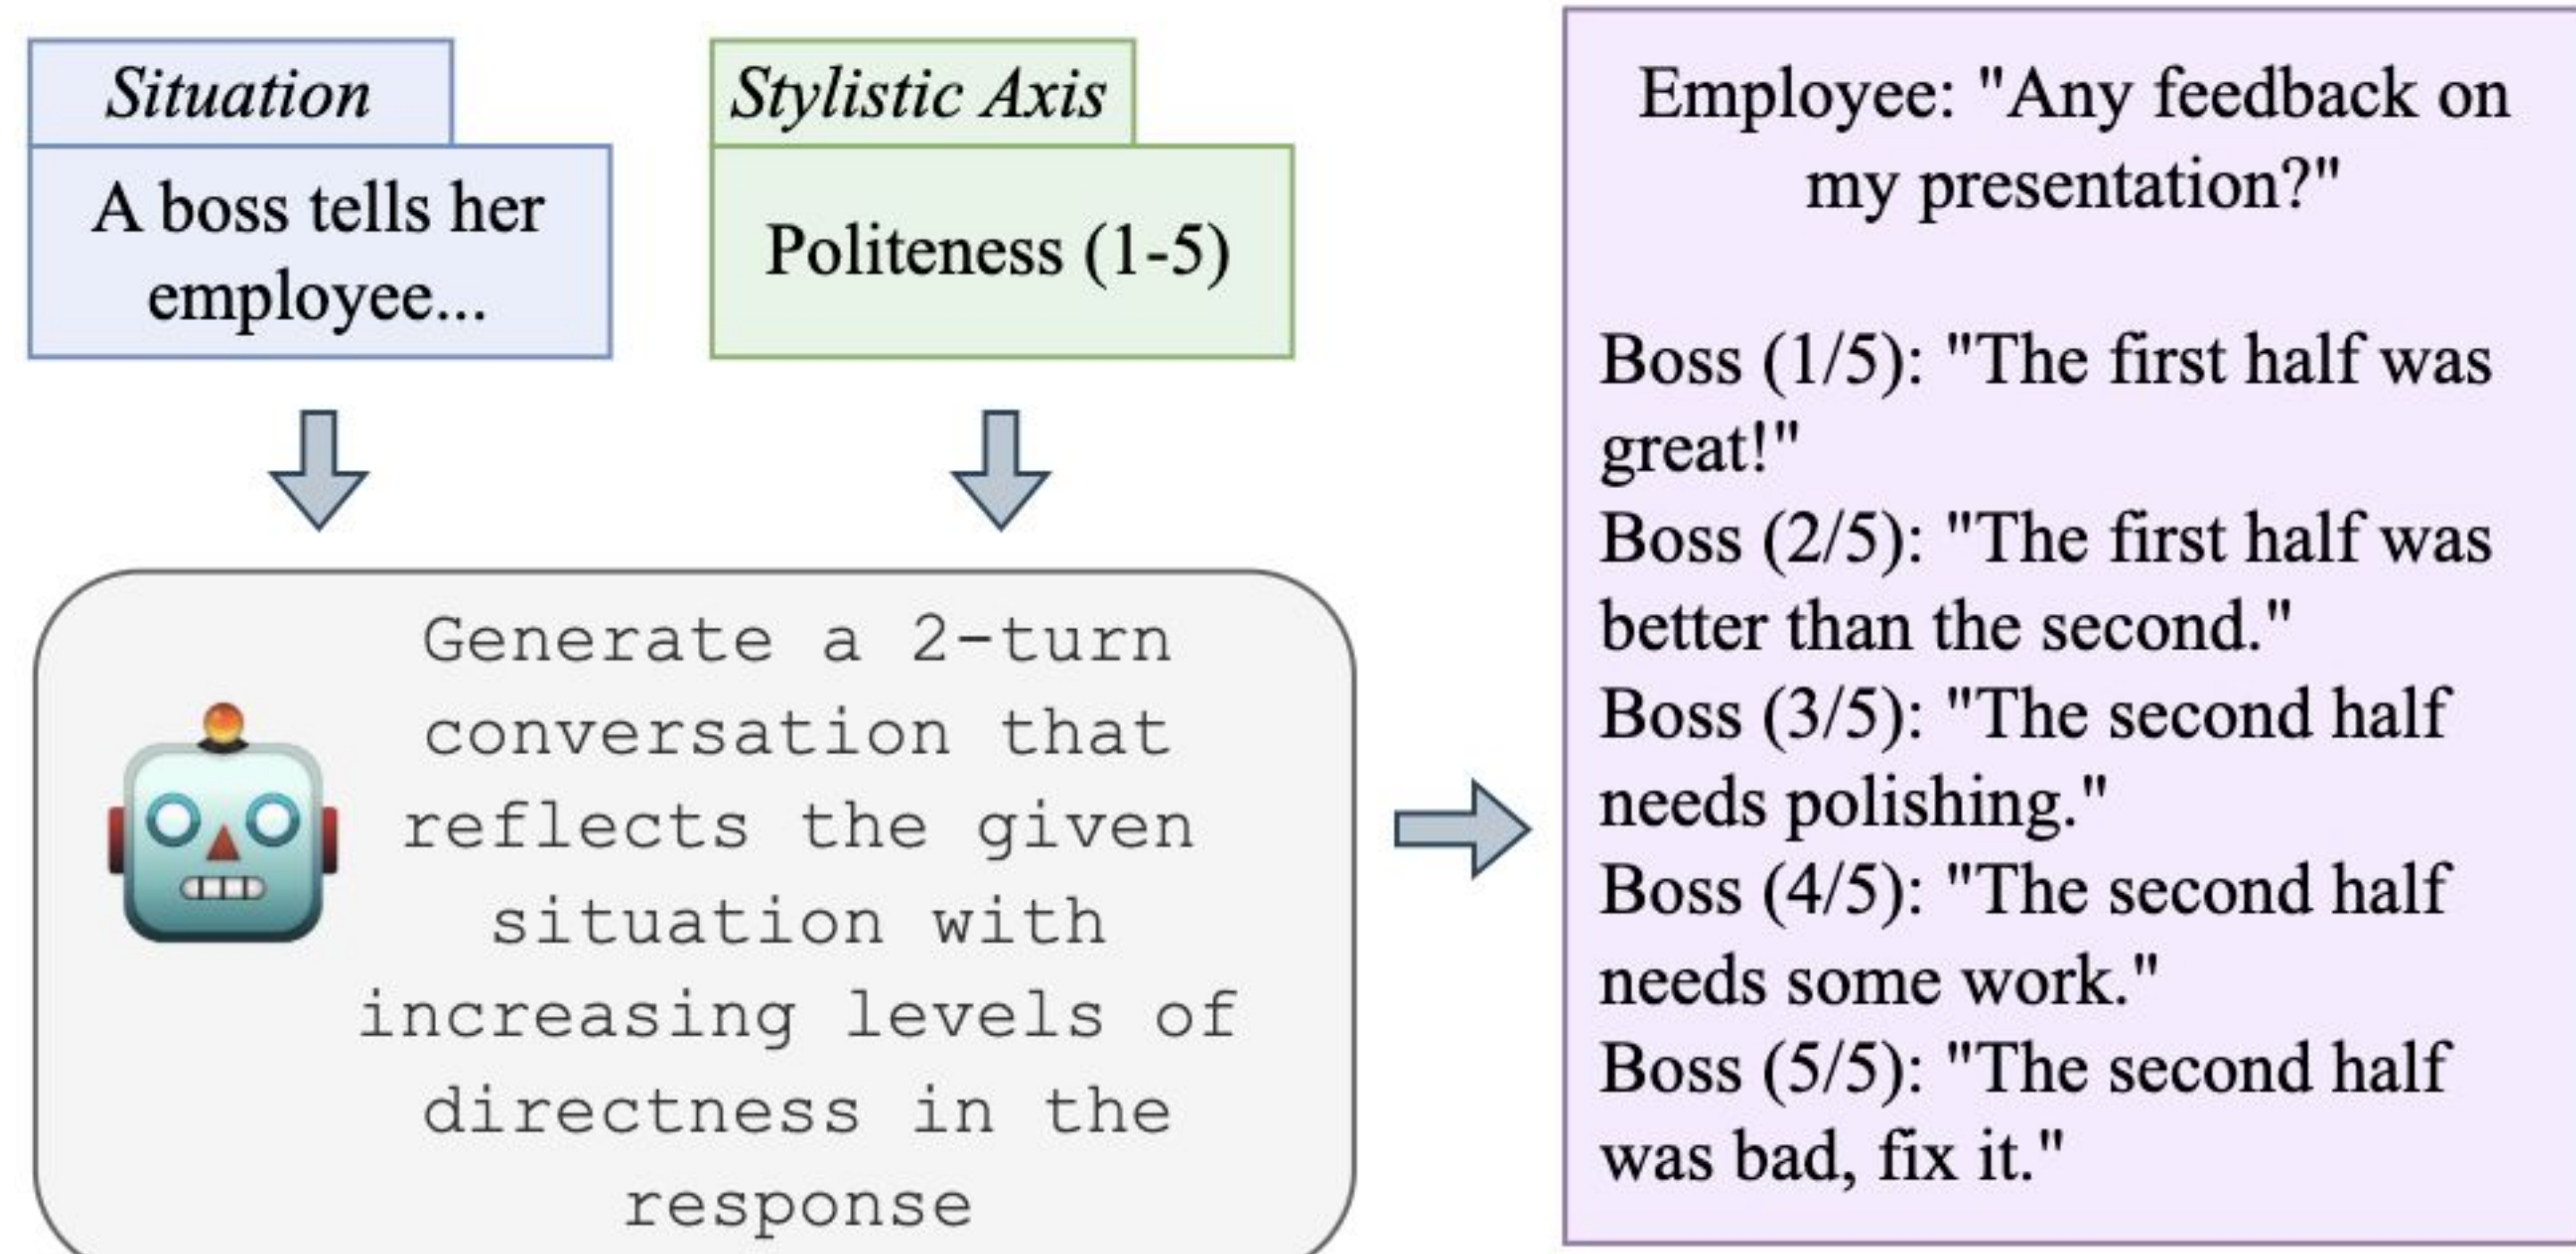 Situation
A boss tells her
employee...
Stylistic Axis
Politeness (1-5)
Generate a 2-turn
conversation that
reflects the given
situation with
increasing levels of
directness in the
response
Employee: "Any feedback on
my presentation?"
Boss (1/5): "The first half was
great!"
Boss (2/5): "The first half was
better than the second."
Boss (3/5): "The second half
needs polishing."
Boss (4/5): "The second half
needs some work."
Boss (5/5): "The second half
was bad, fix it."